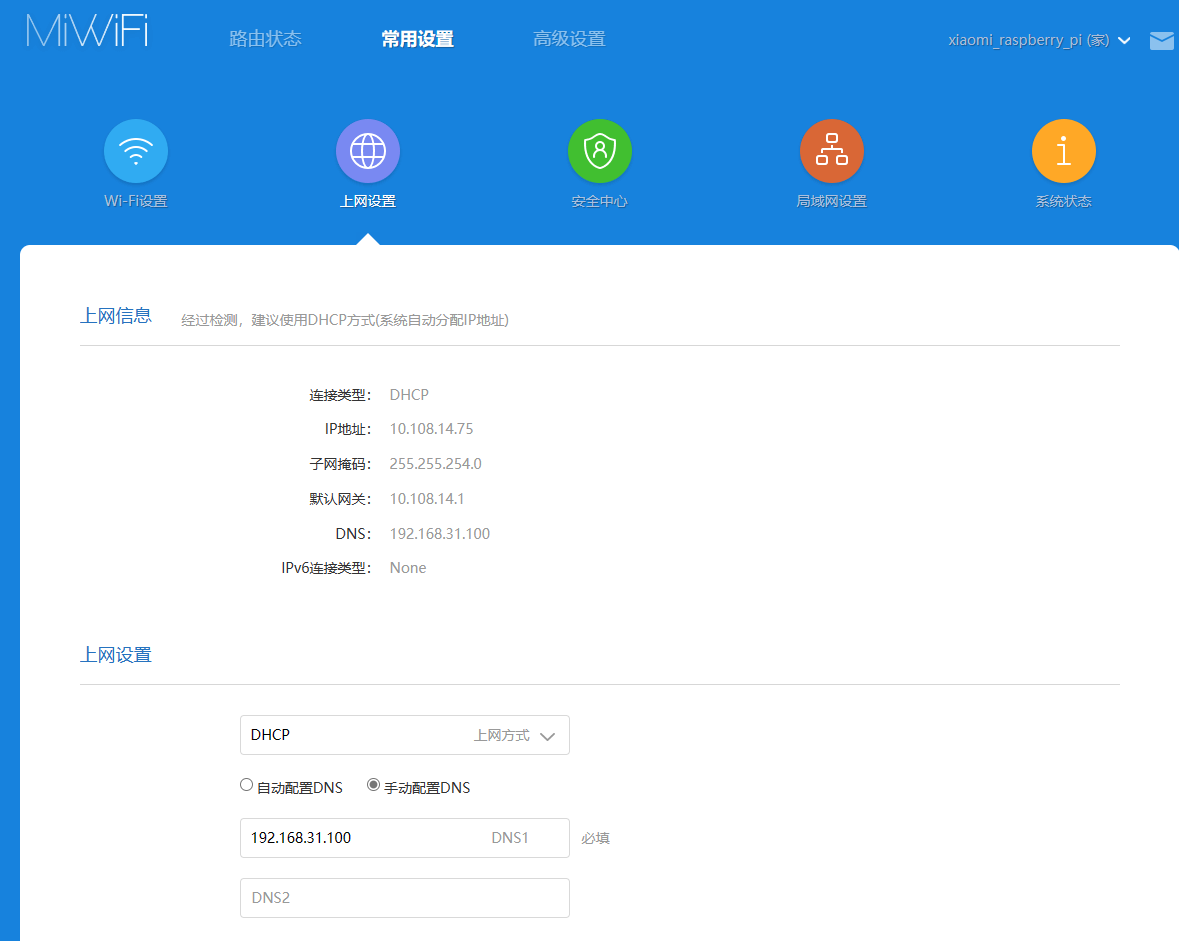 MiWiFi 路由状态 常用设置 高级设置 xiaomi_raspberry_pi (家)
Wi-Fi设置 上网设置 安全中心 局域网设置 系统状态
上网信息 经过检测，建议使用DHCP方式(系统自动分配IP地址)
连接类型： DHCP
IP地址： 10.108.14.75
子网掩码： 255.255.254.0
默认网关： 10.108.14.1
DNS： 192.168.31.100
IPv6连接类型： None
上网设置
DHCP 上网方式
自动配置DNS 手动配置DNS
192.168.31.100 DNS1 必填
DNS2